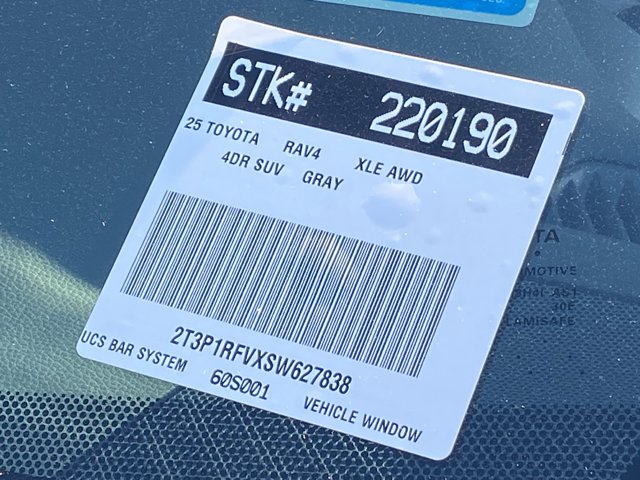 STK# 220190
25 TOYOTA RAV4 XLE AWD
4DR SUV GRAY
2T3P1RFVXSW627838
UCS BAR SYSTEM 60S001 VEHICLE WINDOW